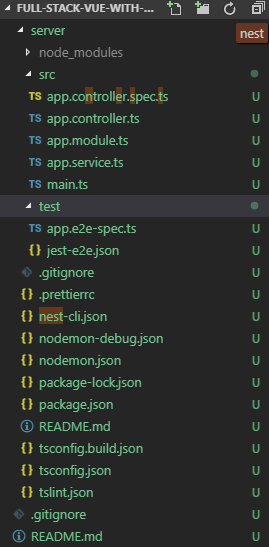 FULL-STACK-VUE-WITH-...
server nest
node_modules
src
TS app.controller.spec.ts U
TS app.controller.ts U
TS app.module.ts U
TS app.service.ts U
TS main.ts U
test
TS app.e2e-spec.ts U
{} jest-e2e.json U
.gitignore U
{} .prettierrc U
{} nest-cli.json U
{} nodemon-debug.json U
{} nodemon.json U
{} package-lock.json U
{} package.json U
README.md U
{} tsconfig.build.json U
{} tsconfig.json U
{} tslint.json U
.gitignore U
README.md U